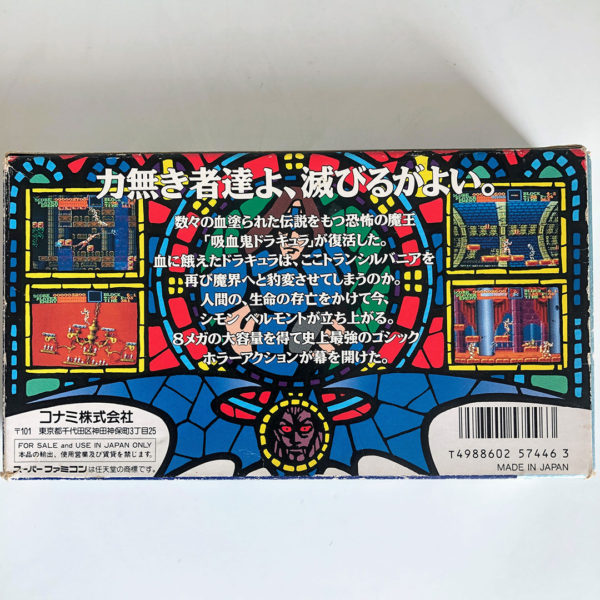 力無き者達よ、滅びるがよい。
数々の血塗られた伝説をもつ恐怖の魔王
「吸血鬼ドラキュラ」が復活した。
血に餓えたドラキュラは、ここトランシルバニアを
再び魔界へと豹変させてしまうのか。
人間の、生命の存亡をかけて今、
シモン ベルモントが立ち上がる。
8メガの大容量を得て史上最強のゴシック
ホラーアクションが幕を開けた。
コナミ株式会社
〒101 東京都千代田区神田神保町3丁目25
FOR SALE and USE IN JAPAN ONLY
本品の輸出、使用営業及び賃貸を禁じます。
スーパーファミコンは任天堂の商標です。
T4988602 57446 3
MADE IN JAPAN